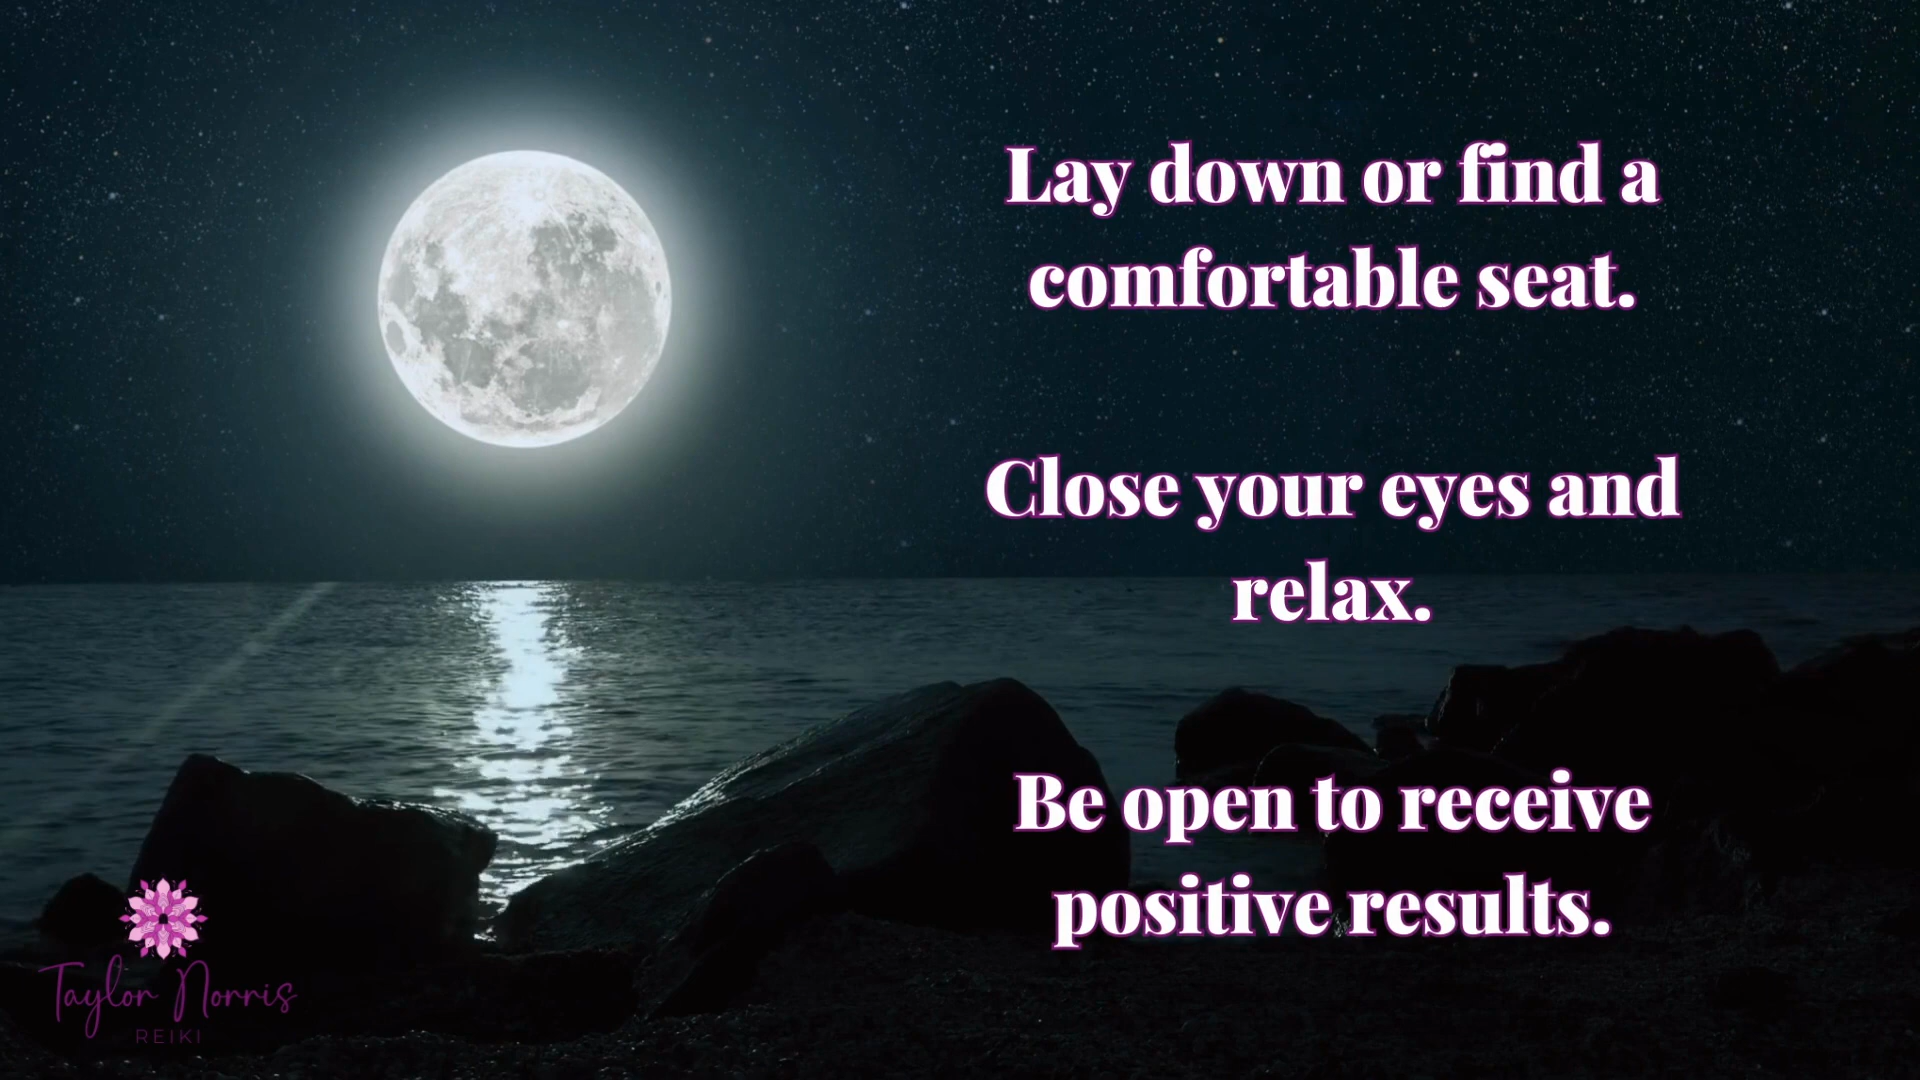 Lay down or find a
comfortable seat.
Close your eyes and
relax.
Be open to receive
positive results.
Taylor Norris
REIKI